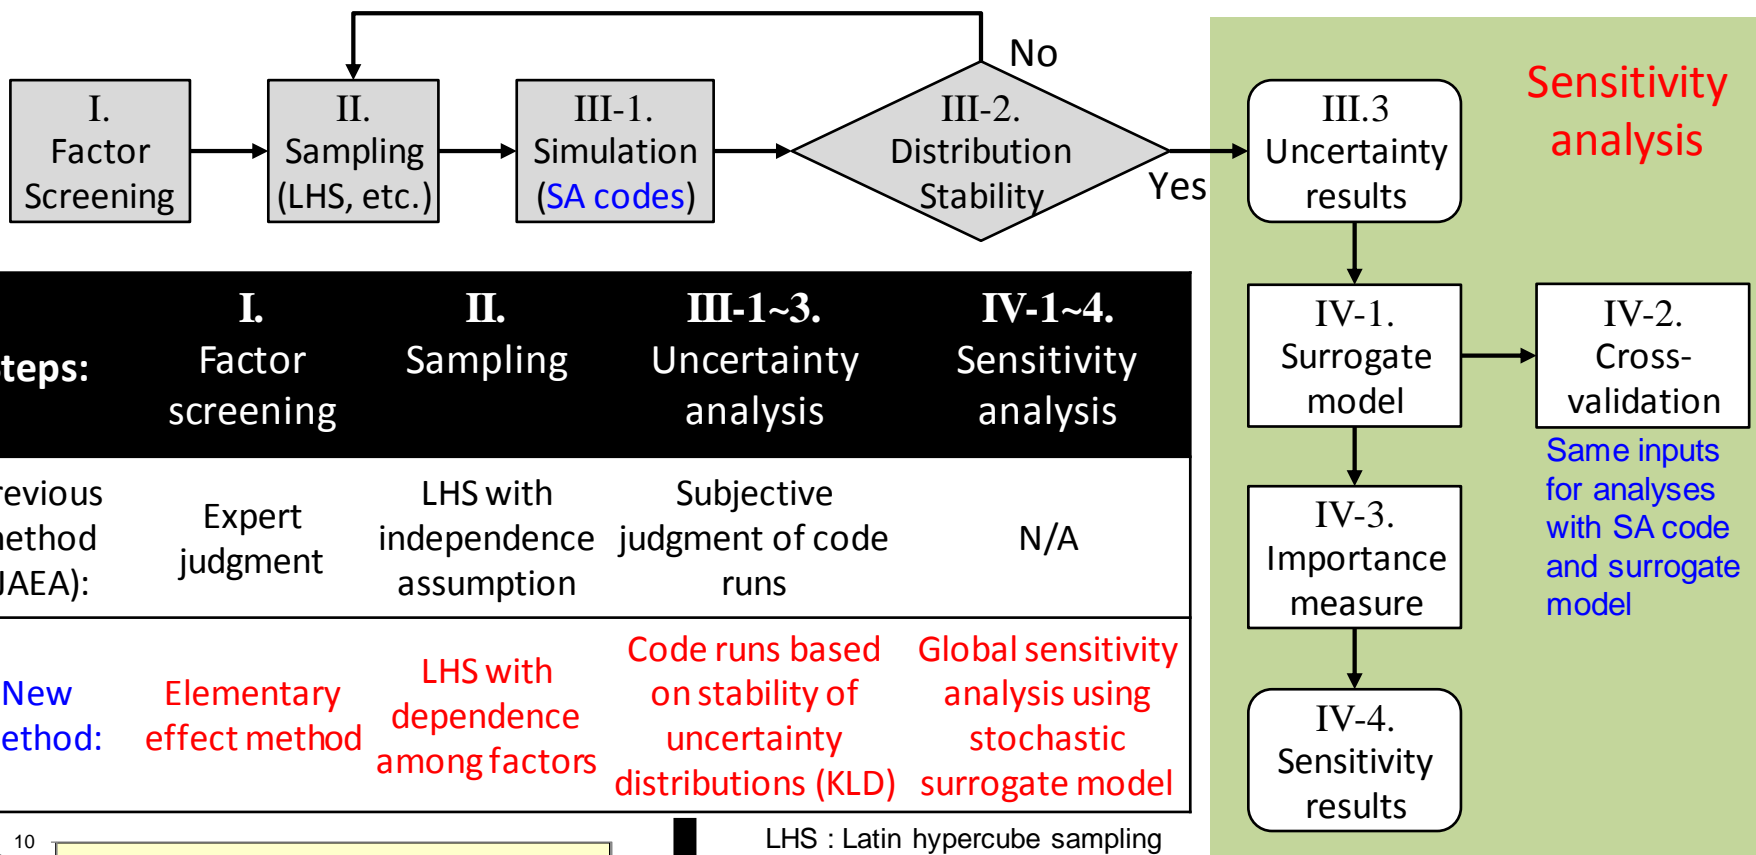 No
I.
Factor
Screening
II.
Sampling
(LHS, etc.)
III-1.
Simulation
(SA codes)
III-2.
Distribution
Stability
Yes
III.3
Uncertainty
results
Sensitivity
analysis
IV-1.
Surrogate
model
IV-2.
Cross-
validation
Same inputs
for analyses
with SA code
and surrogate
model
IV-3.
Importance
measure
IV-4.
Sensitivity
results
teps:
I.
Factor
screening
II.
Sampling
III-1~3.
Uncertainty
analysis
IV-1~4.
Sensitivity
analysis
revious
ethod
JAEA):
Expert
judgment
LHS with
independence
assumption
Subjective
judgment of code
runs
N/A
New
ethod:
Elementary
effect method
LHS with
dependence
among factors
Code runs based
on stability of
uncertainty
distributions (KLD)
Global sensitivity
analysis using
stochastic
surrogate model
10
LHS : Latin hypercube sampling